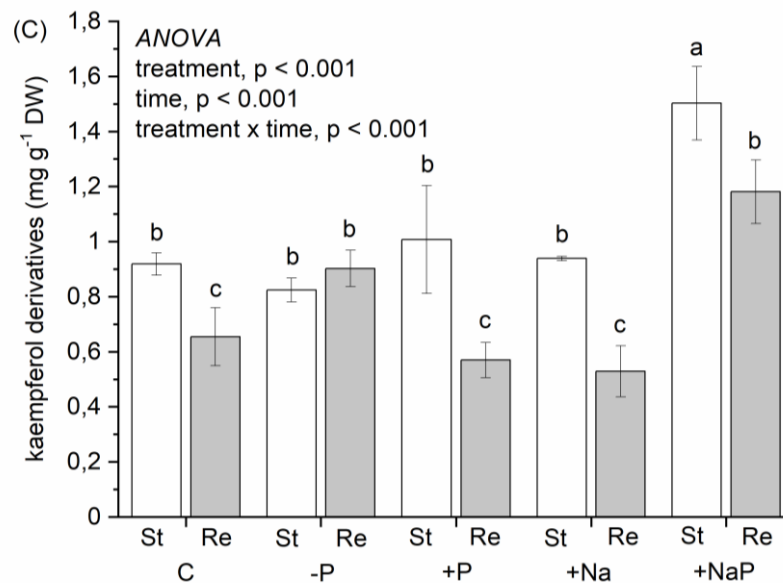 (C)
kaempferol derivatives (mg g⁻¹ DW)
1,8
1,6
1,4
1,2
1
0,8
0,6
0,4
0,2
0
ANOVA
treatment, p < 0.001
time, p < 0.001
treatment x time, p < 0.001
b
c
b
b
b
c
b
c
a
b
St Re St Re St Re St Re St Re
C -P +P +Na +NaP